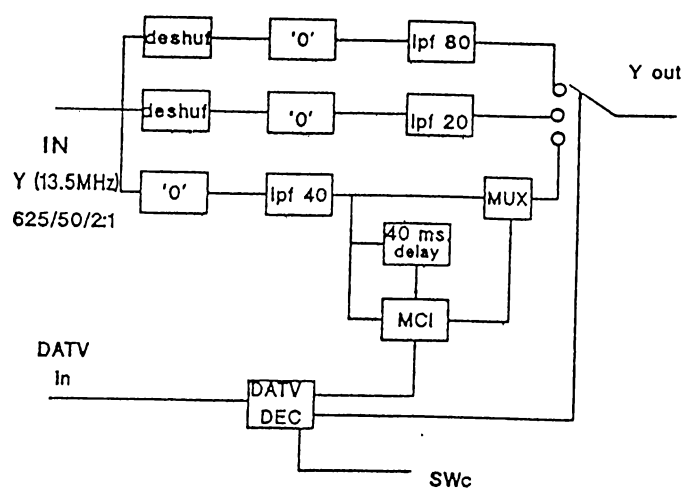 deshuf
'0'
lpf 80
Y out
deshuf
'0'
lpf 20
IN
Y (13.5MHz)
625/50/2:1
'0'
lpf 40
MUX
40 ms.
delay
MCI
DATV
In
DATV
DEC
SWc